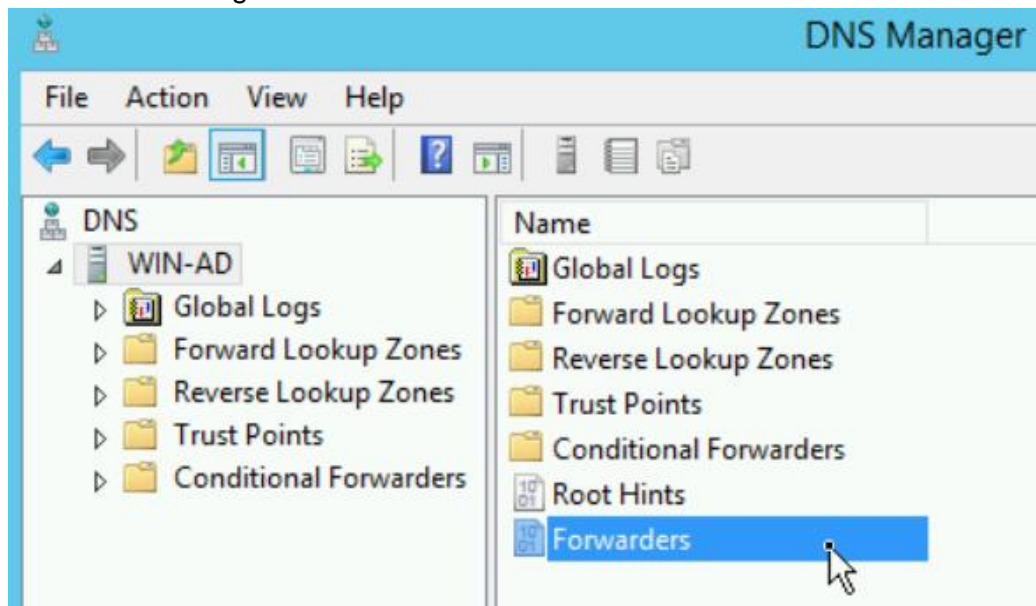 DNS Manager
File Action View Help
DNS
WIN-AD
Global Logs
Forward Lookup Zones
Reverse Lookup Zones
Trust Points
Conditional Forwarders
Name
Global Logs
Forward Lookup Zones
Reverse Lookup Zones
Trust Points
Conditional Forwarders
Root Hints
Forwarders